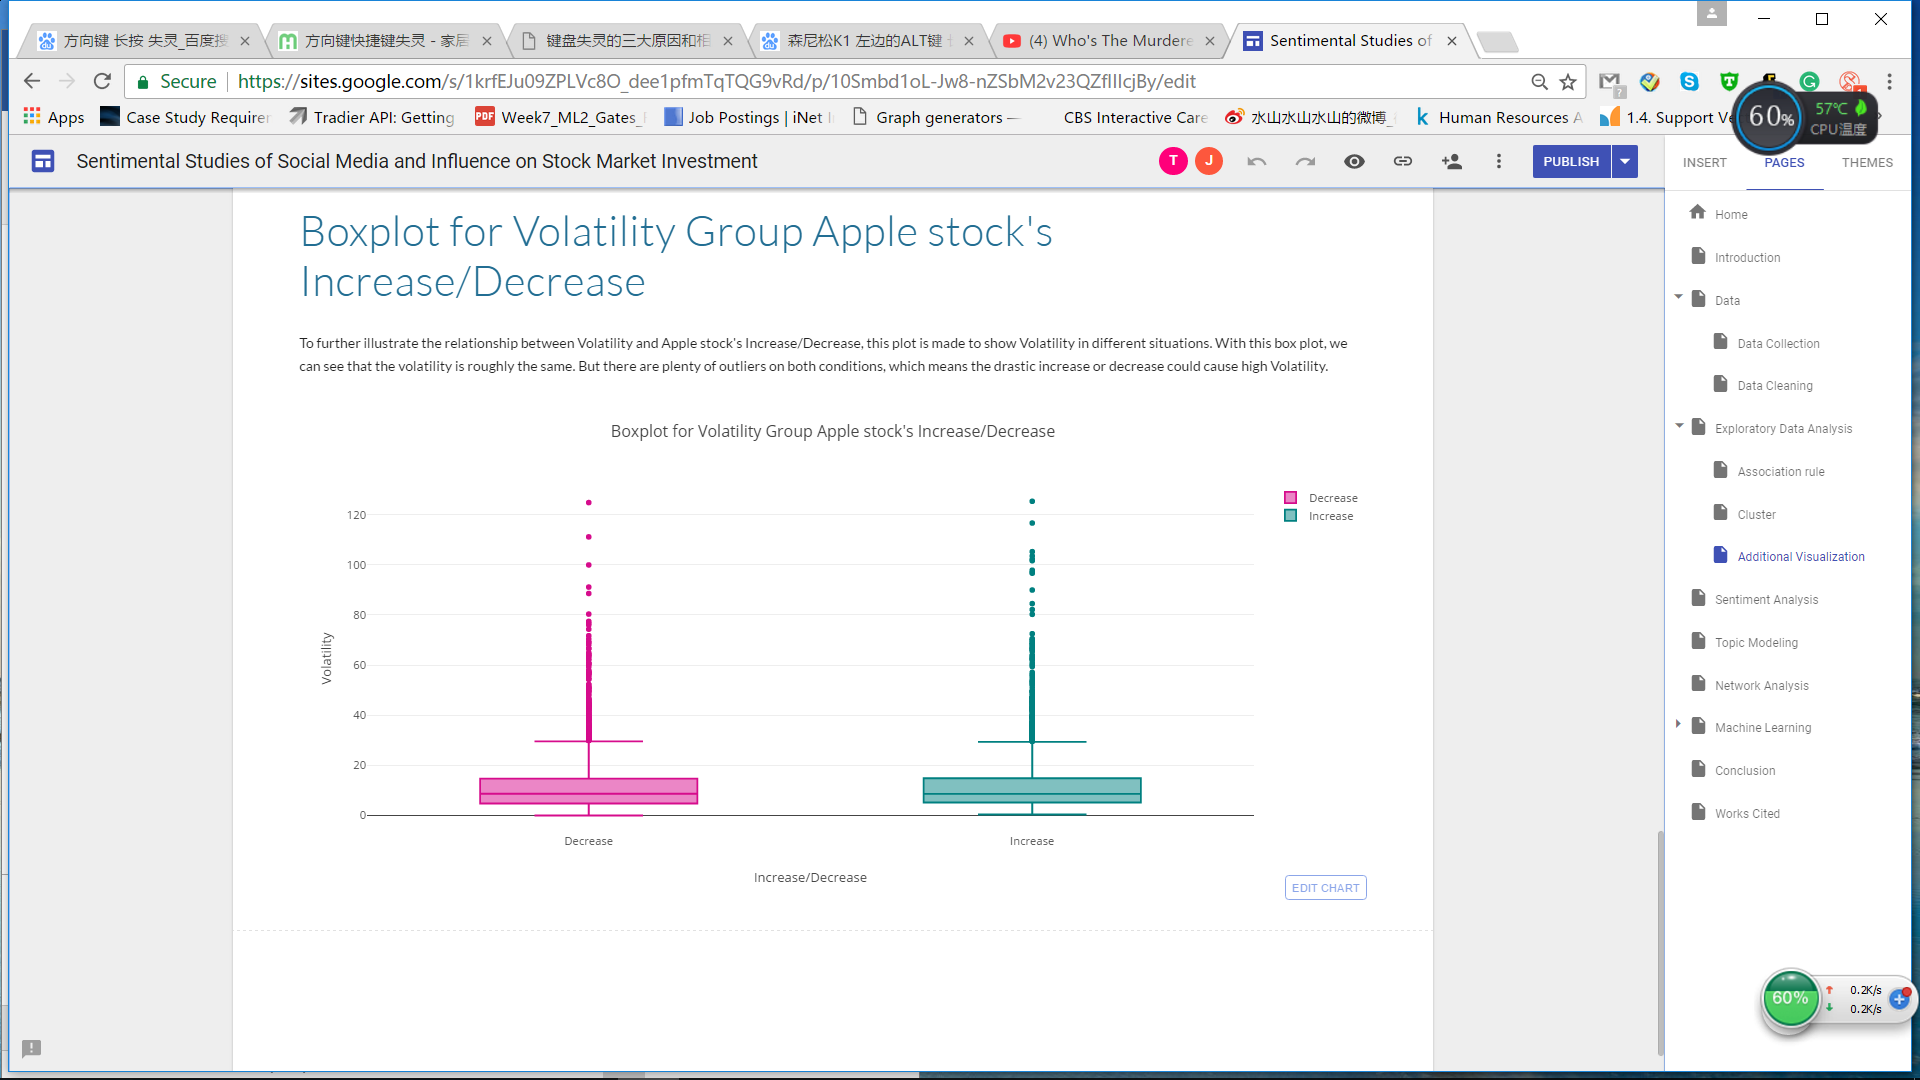 方向键 长按 失灵_百度搜
方向键快捷键失灵 - 家居
键盘失灵的三大原因和相
森尼松K1 左边的ALT键
(4) Who's The Murdere
Sentimental Studies of
Secure
https://sites.google.com/s/1krfEJu09ZPLVc8O_dee1pfmTqTQG9vRd/p/10Smbd1oL-Jw8-nZSbM2v23QZfIlIcjBy/edit
Apps
Case Study Requirer
Tradier API: Getting
PDF
Week7_ML2_Gates_
Job Postings | iNet
Graph generators —
CBS Interactive Care
水山水山水山的微博_
Human Resources A
1.4. Support Ve
60%
57℃
CPU温度
Sentimental Studies of Social Media and Influence on Stock Market Investment
T
J
PUBLISH
INSERT
PAGES
THEMES
Boxplot for Volatility Group Apple stock's
Increase/Decrease
To further illustrate the relationship between Volatility and Apple stock's Increase/Decrease, this plot is made to show Volatility in different situations. With this box plot, we
can see that the volatility is roughly the same. But there are plenty of outliers on both conditions, which means the drastic increase or decrease could cause high Volatility.
Boxplot for Volatility Group Apple stock's Increase/Decrease
Decrease
Increase
120
100
80
60
40
20
0
Volatility
Decrease
Increase
Increase/Decrease
EDIT CHART
Home
Introduction
Data
Data Collection
Data Cleaning
Exploratory Data Analysis
Association rule
Cluster
Additional Visualization
Sentiment Analysis
Topic Modeling
Network Analysis
Machine Learning
Conclusion
Works Cited
60%
0.2K/s
0.2K/s